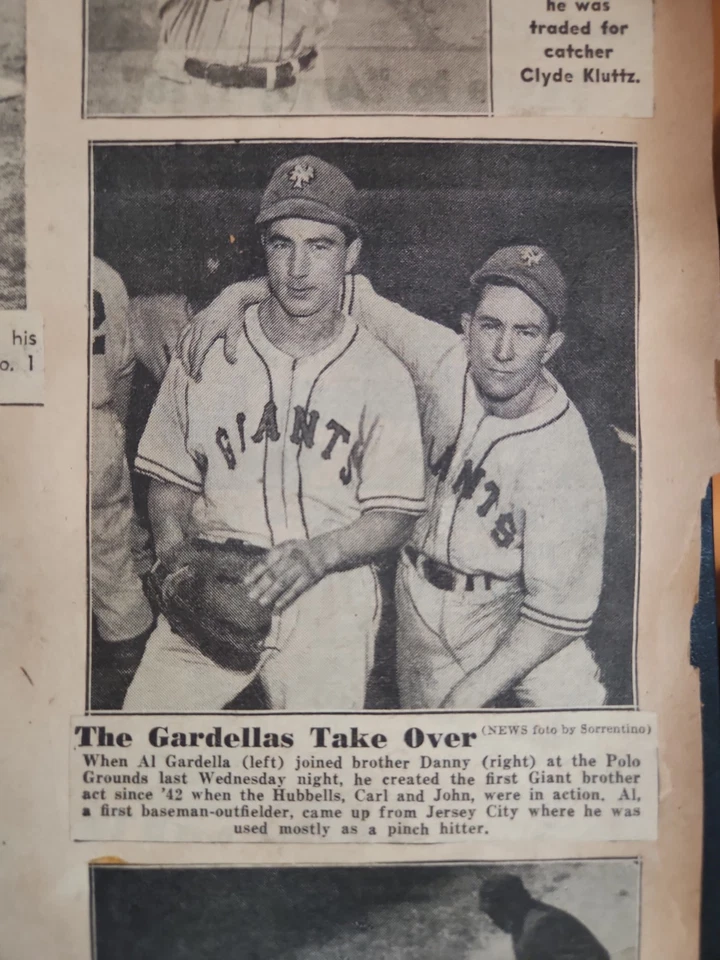 he was
traded for
catcher
Clyde Kluttz.
his
o. 1
NY
NY
GIANTS
ANTS
The Gardellas Take Over (NEWS foto by Sorrentino)
When Al Gardella (left) joined brother Danny (right) at the Polo
Grounds last Wednesday night, he created the first Giant brother
act since '42 when the Hubbells, Carl and John, were in action. Al,
a first baseman-outfielder, came up from Jersey City where he was
used mostly as a pinch hitter.